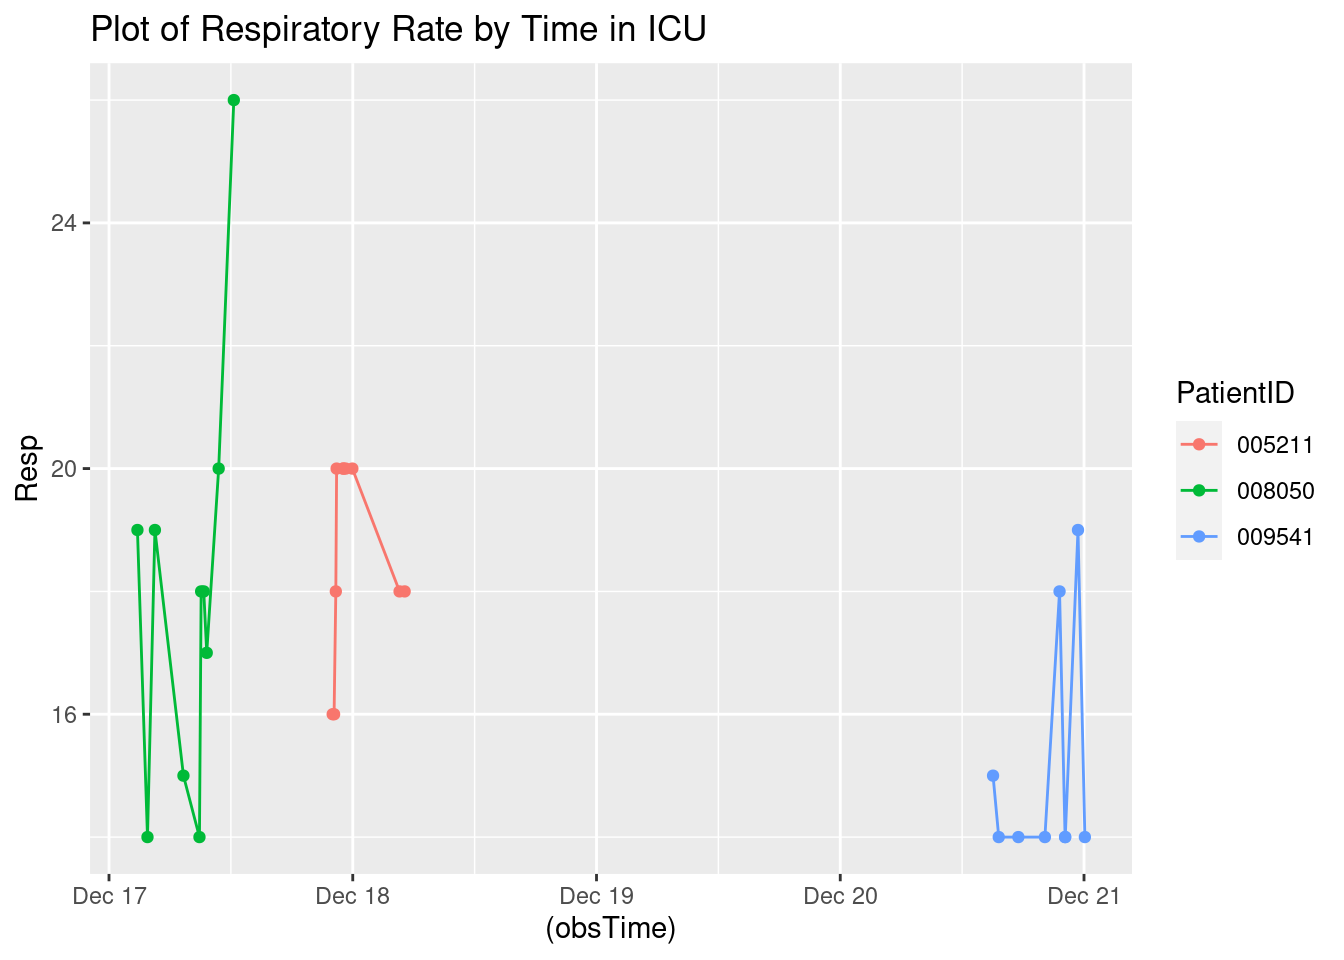 Plot of Respiratory Rate by Time in ICU
24
20
16
Resp
Dec 17
Dec 18
Dec 19
Dec 20
Dec 21
(obsTime)
PatientID
005211
008050
009541